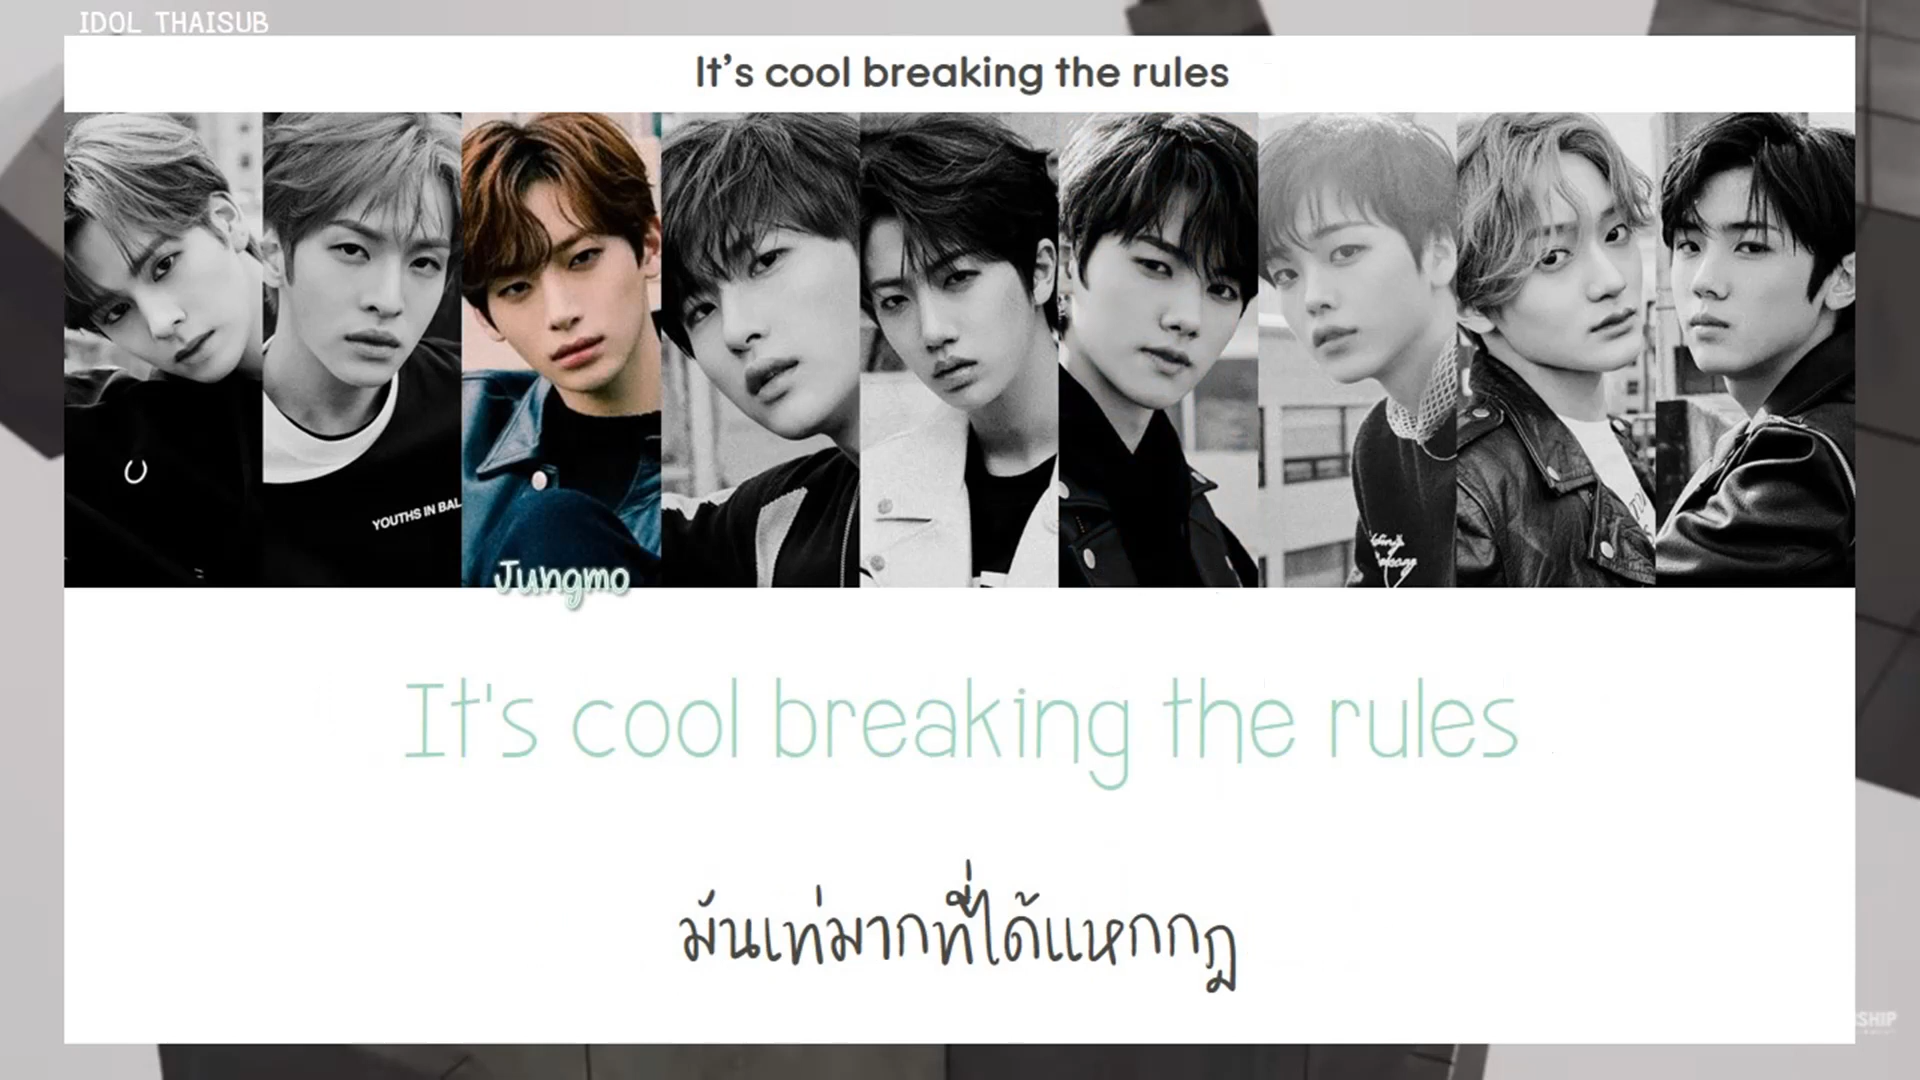 IDOL THAISUB
It's cool breaking the rules
YOUTHS IN BAL
Jungmo
It's cool breaking the rules
มันเท่มากที่ได้แหกกฎ
SHIP